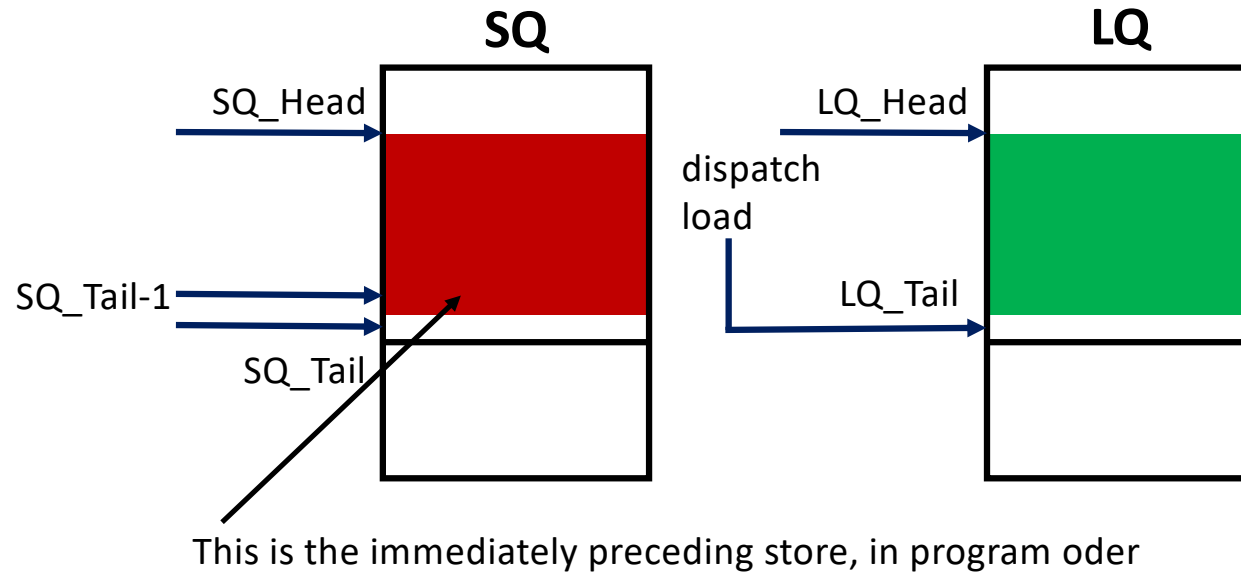 SQ
LQ
SQ_Head
LQ_Head
dispatch
load
SQ_Tail-1
LQ_Tail
SQ_Tail
This is the immediately preceding store, in program oder